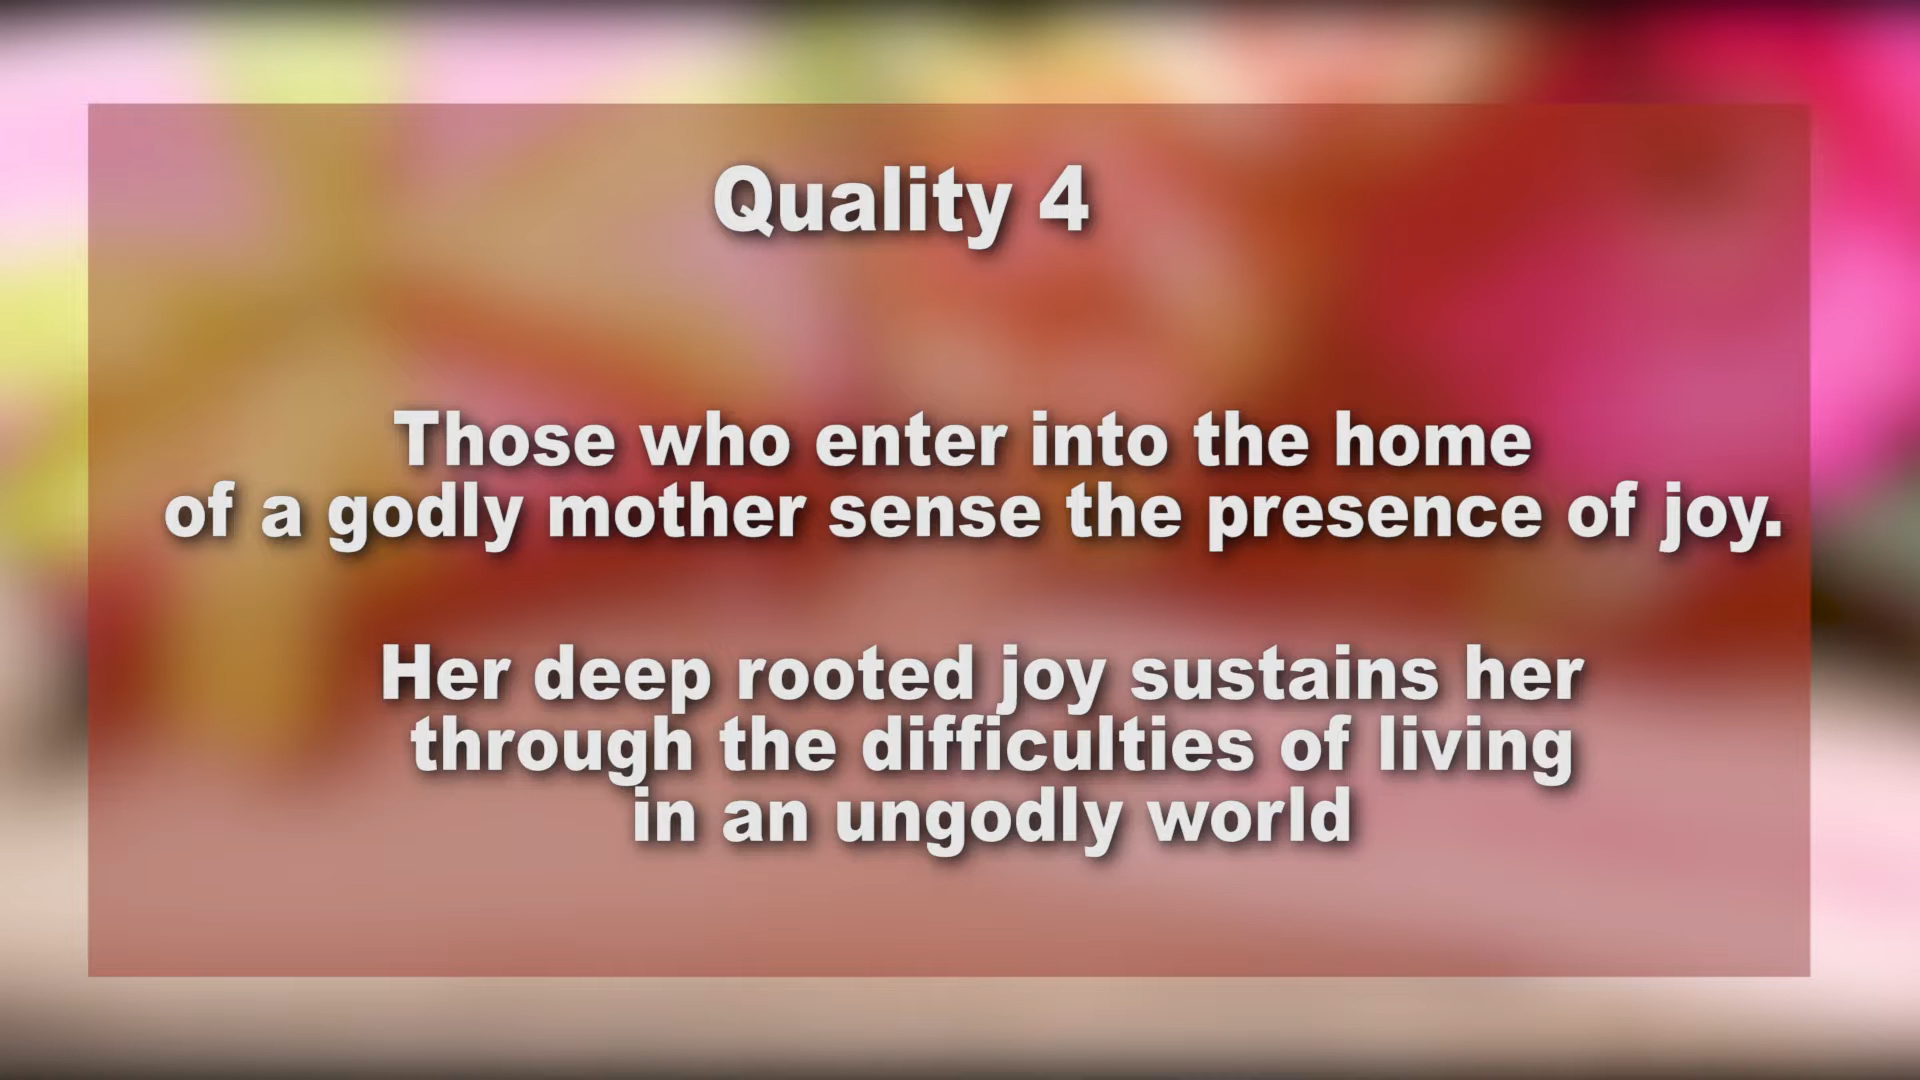 Quality 4
Those who enter into the home
of a godly mother sense the presence of joy.
Her deep rooted joy sustains her
through the difficulties of living
in an ungodly world